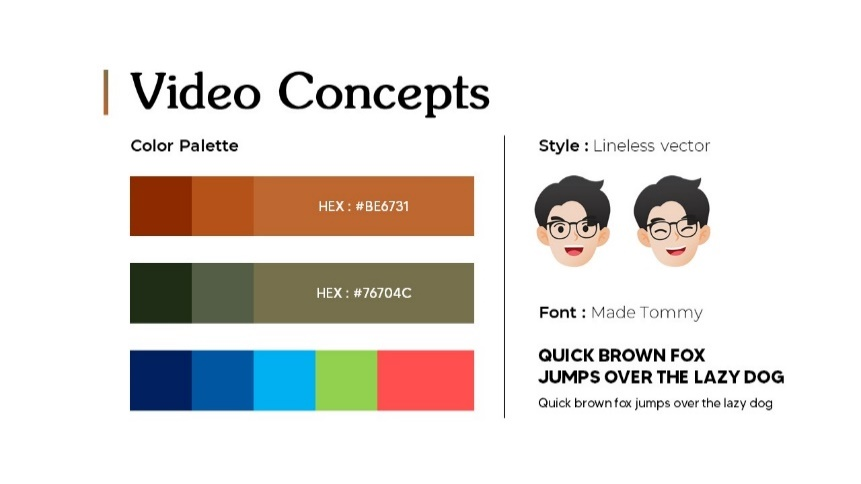 Video Concepts
Color Palette
HEX : #BE6731
HEX : #76704C
Style : Lineless vector
Font : Made Tommy
QUICK BROWN FOX
JUMPS OVER THE LAZY DOG
Quick brown fox jumps over the lazy dog